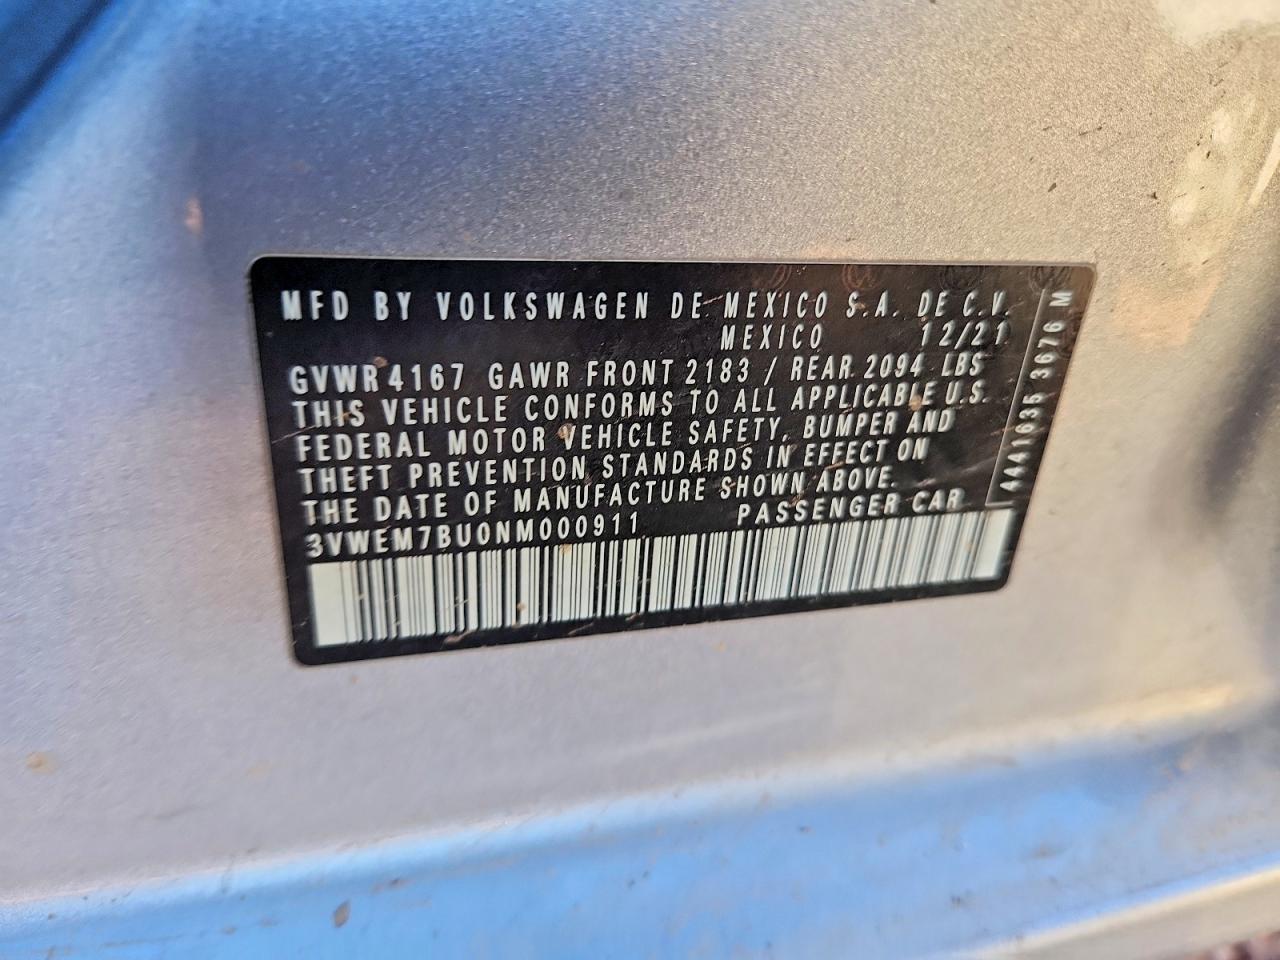 MFD BY VOLKSWAGEN DE MEXICO S.A. DE C.V.
MEXICO 12/21
GVWR 4167 GAWR FRONT 2183 / REAR 2094 LBS
THIS VEHICLE CONFORMS TO ALL APPLICABLE U.S.
FEDERAL MOTOR VEHICLE SAFETY, BUMPER AND
THEFT PREVENTION STANDARDS IN EFFECT ON
THE DATE OF MANUFACTURE SHOWN ABOVE.
3VWEM7BU0NM000911 PASSENGER CAR
4441635 3676 M